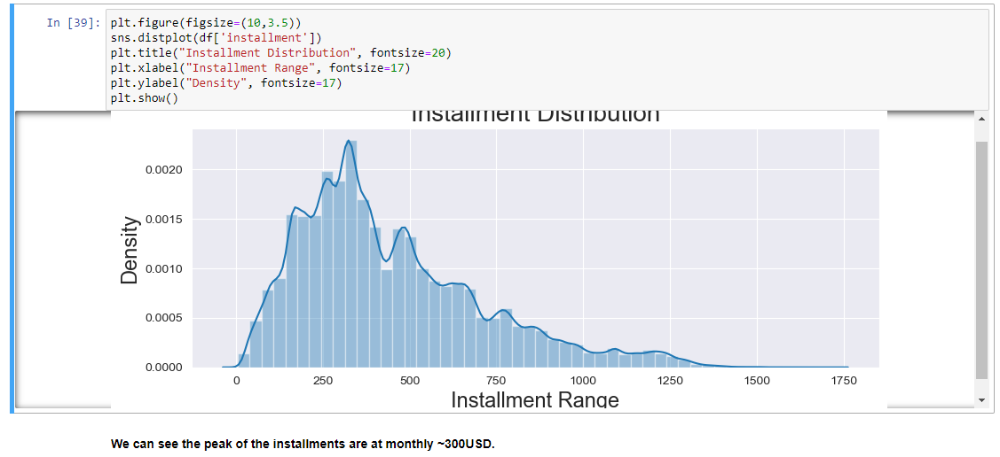 In [39]: plt.figure(figsize=(10,3.5))
sns.distplot(df['installment'])
plt.title("Installment Distribution", fontsize=20)
plt.xlabel("Installment Range", fontsize=17)
plt.ylabel("Density", fontsize=17)
plt.show()
Installment Distribution
0.0020
0.0015
0.0010
0.0005
0.0000
Density
0 250 500 750 1000 1250 1500 1750
Installment Range
We can see the peak of the installments are at monthly ~300USD.